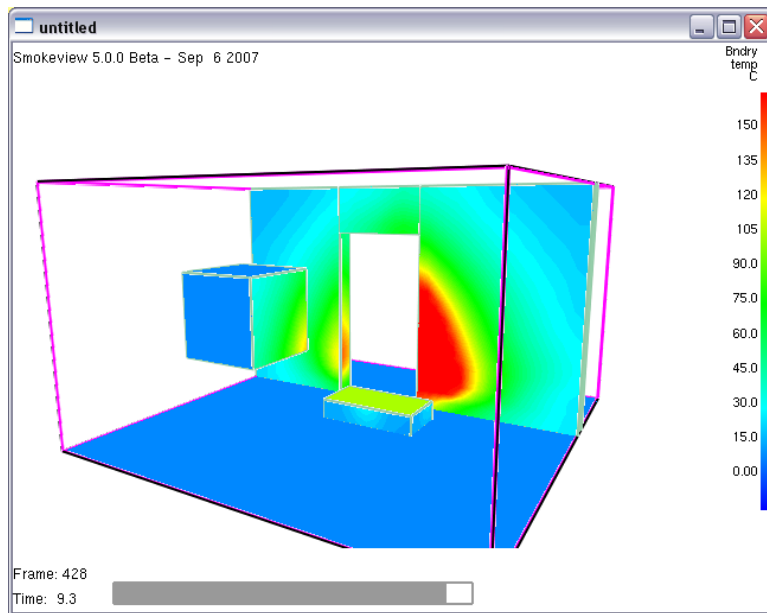 untitled
Smokeview 5.0.0 Beta - Sep 6 2007
Bndry
temp
C
150
135
120
105
90.0
75.0
60.0
45.0
30.0
15.0
0.00
Frame: 428
Time: 9.3